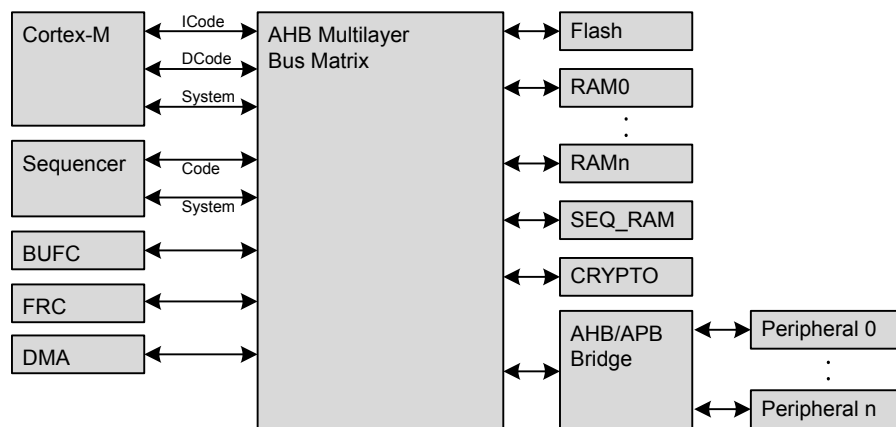 Cortex-M
ICode
DCode
System
Sequencer
Code
System
BUFC
FRC
DMA
AHB Multilayer
Bus Matrix
Flash
RAM0
:
RAMn
SEQ_RAM
CRYPTO
AHB/APB
Bridge
Peripheral 0
:
Peripheral n